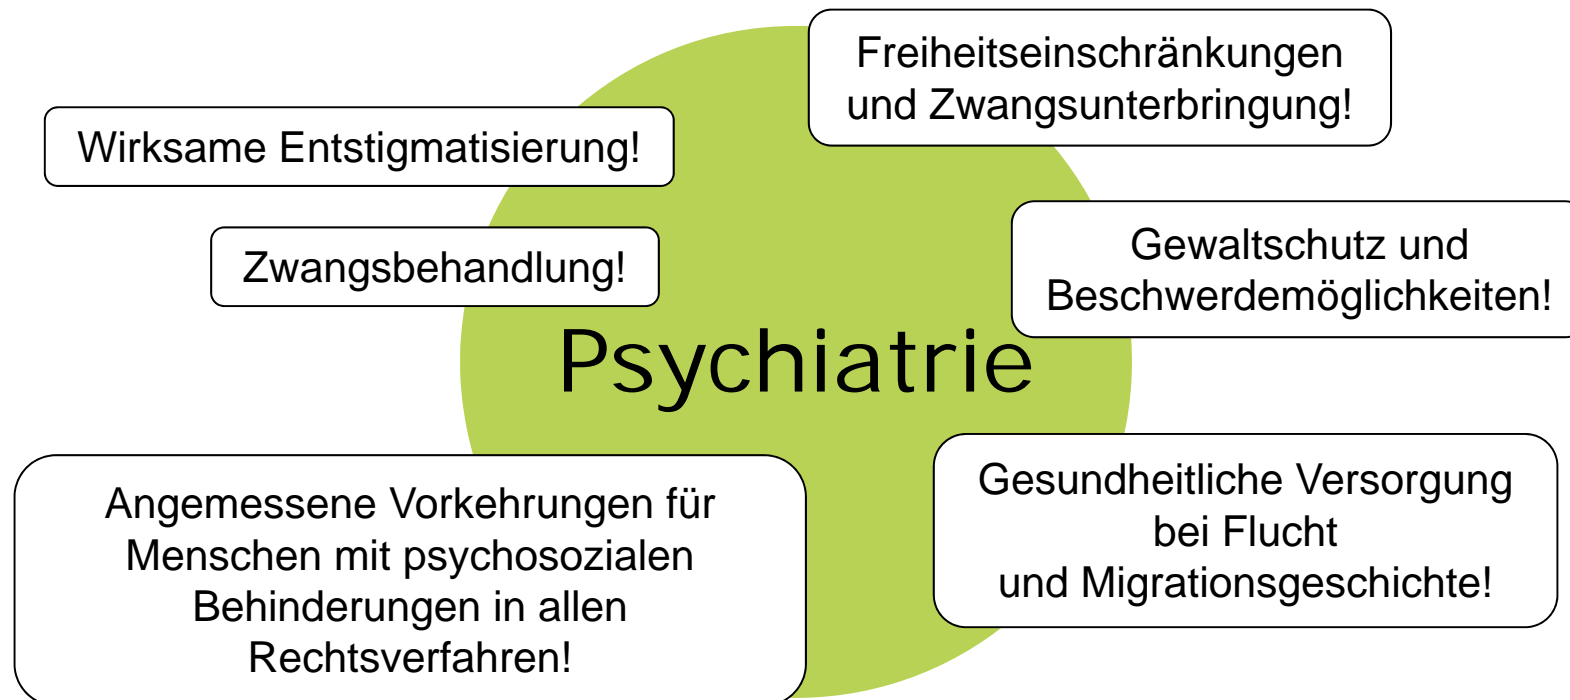 Freiheitseinschränkungen
und Zwangsunterbringung!
Wirksame Entstigmatisierung!
Zwangsbehandlung!
Gewaltschutz und
Beschwerdemöglichkeiten!
Psychiatrie
Angemessene Vorkehrungen für
Menschen mit psychosozialen
Behinderungen in allen
Rechtsverfahren!
Gesundheitliche Versorgung
bei Flucht
und Migrationsgeschichte!